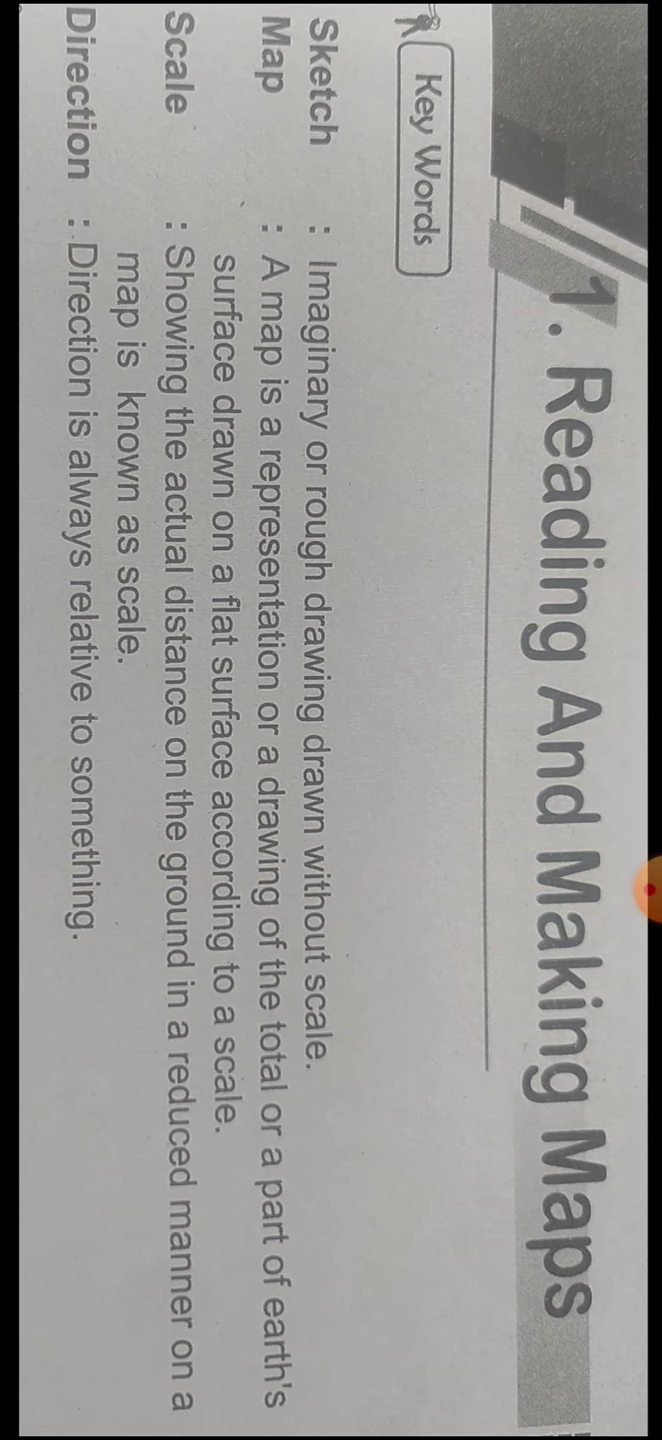 1. Reading And Making Maps
Key Words
Sketch : Imaginary or rough drawing drawn without scale.
Map : A map is a representation or a drawing of the total or a part of earth's
surface drawn on a flat surface according to a scale.
Scale : Showing the actual distance on the ground in a reduced manner on a
map is known as scale.
Direction : Direction is always relative to something.